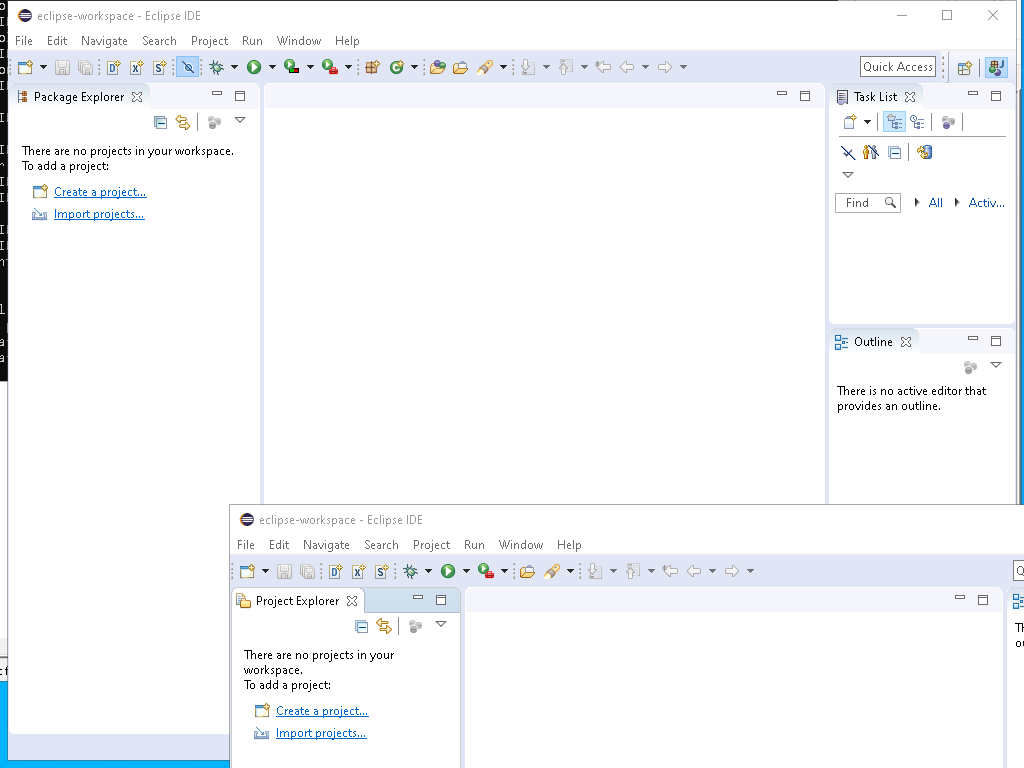 eclipse-workspace - Eclipse IDE
File Edit Navigate Search Project Run Window Help
Quick Access
Package Explorer
Task List
There are no projects in your workspace.
To add a project:
Create a project...
Import projects...
Find All Activ...
Outline
There is no active editor that
provides an outline.
eclipse-workspace - Eclipse IDE
File Edit Navigate Search Project Run Window Help
Project Explorer
There are no projects in your
workspace.
To add a project:
Create a project...
Import projects...